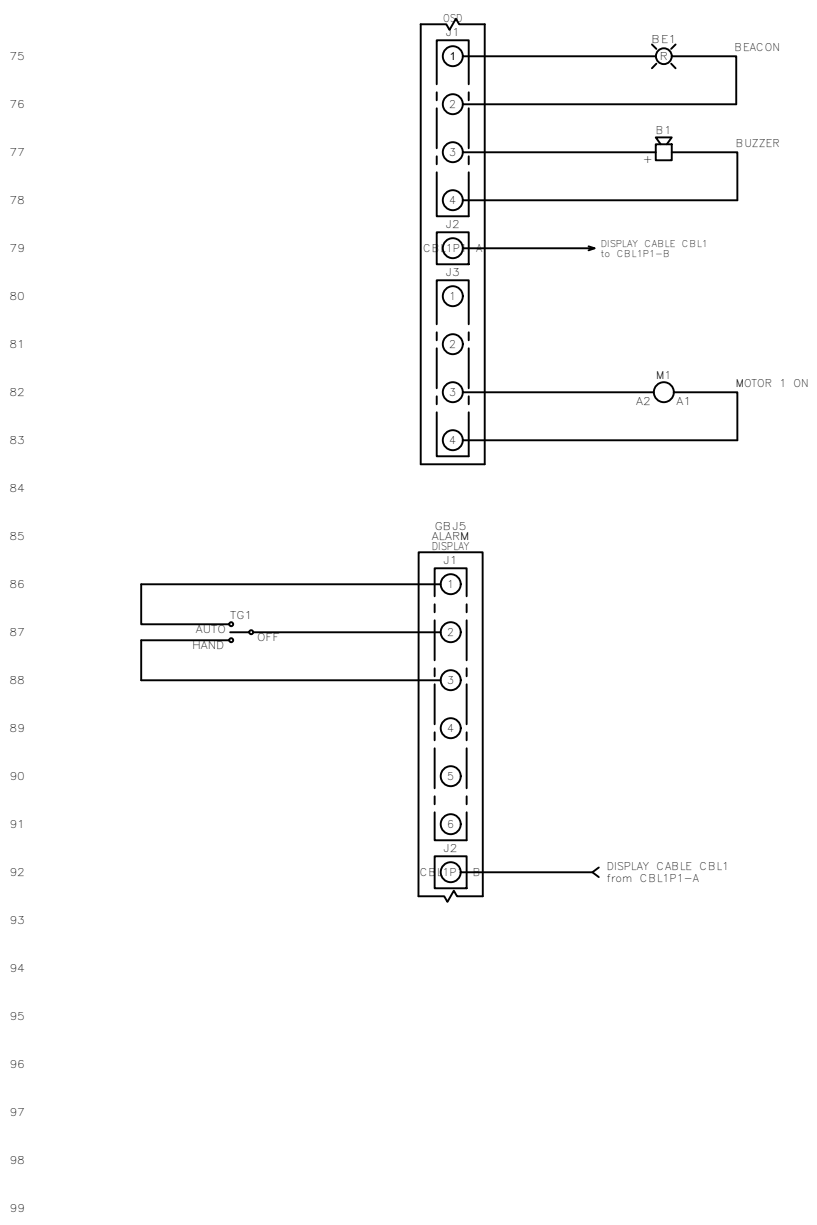 OSD
J1
75
1
BE1
R
BEACON
76
2
77
3
B1
+
BUZZER
78
4
J2
79
CBL1P1-A
DISPLAY CABLE CBL1
to CBL1P1-B
J3
80
1
81
2
82
3
M1
A2
A1
MOTOR 1 ON
83
4
84
85
GBJ5
ALARM
DISPLAY
J1
86
1
TG1
87
AUTO
OFF
HAND
2
88
3
89
4
90
5
91
6
J2
92
CBL1P1-B
DISPLAY CABLE CBL1
from CBL1P1-A
93
94
95
96
97
98
99